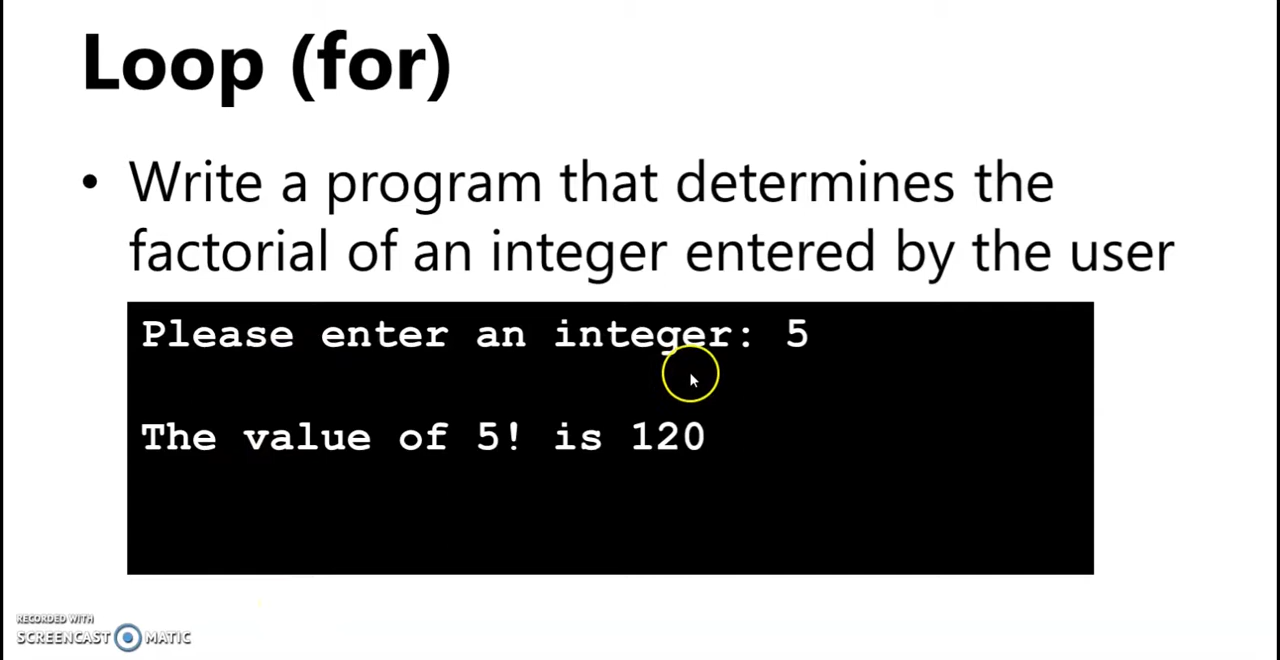 Loop (for)
• Write a program that determines the
factorial of an integer entered by the user
Please enter an integer: 5
The value of 5! is 120
RECORDED WITH
SCREENCAST MATIC